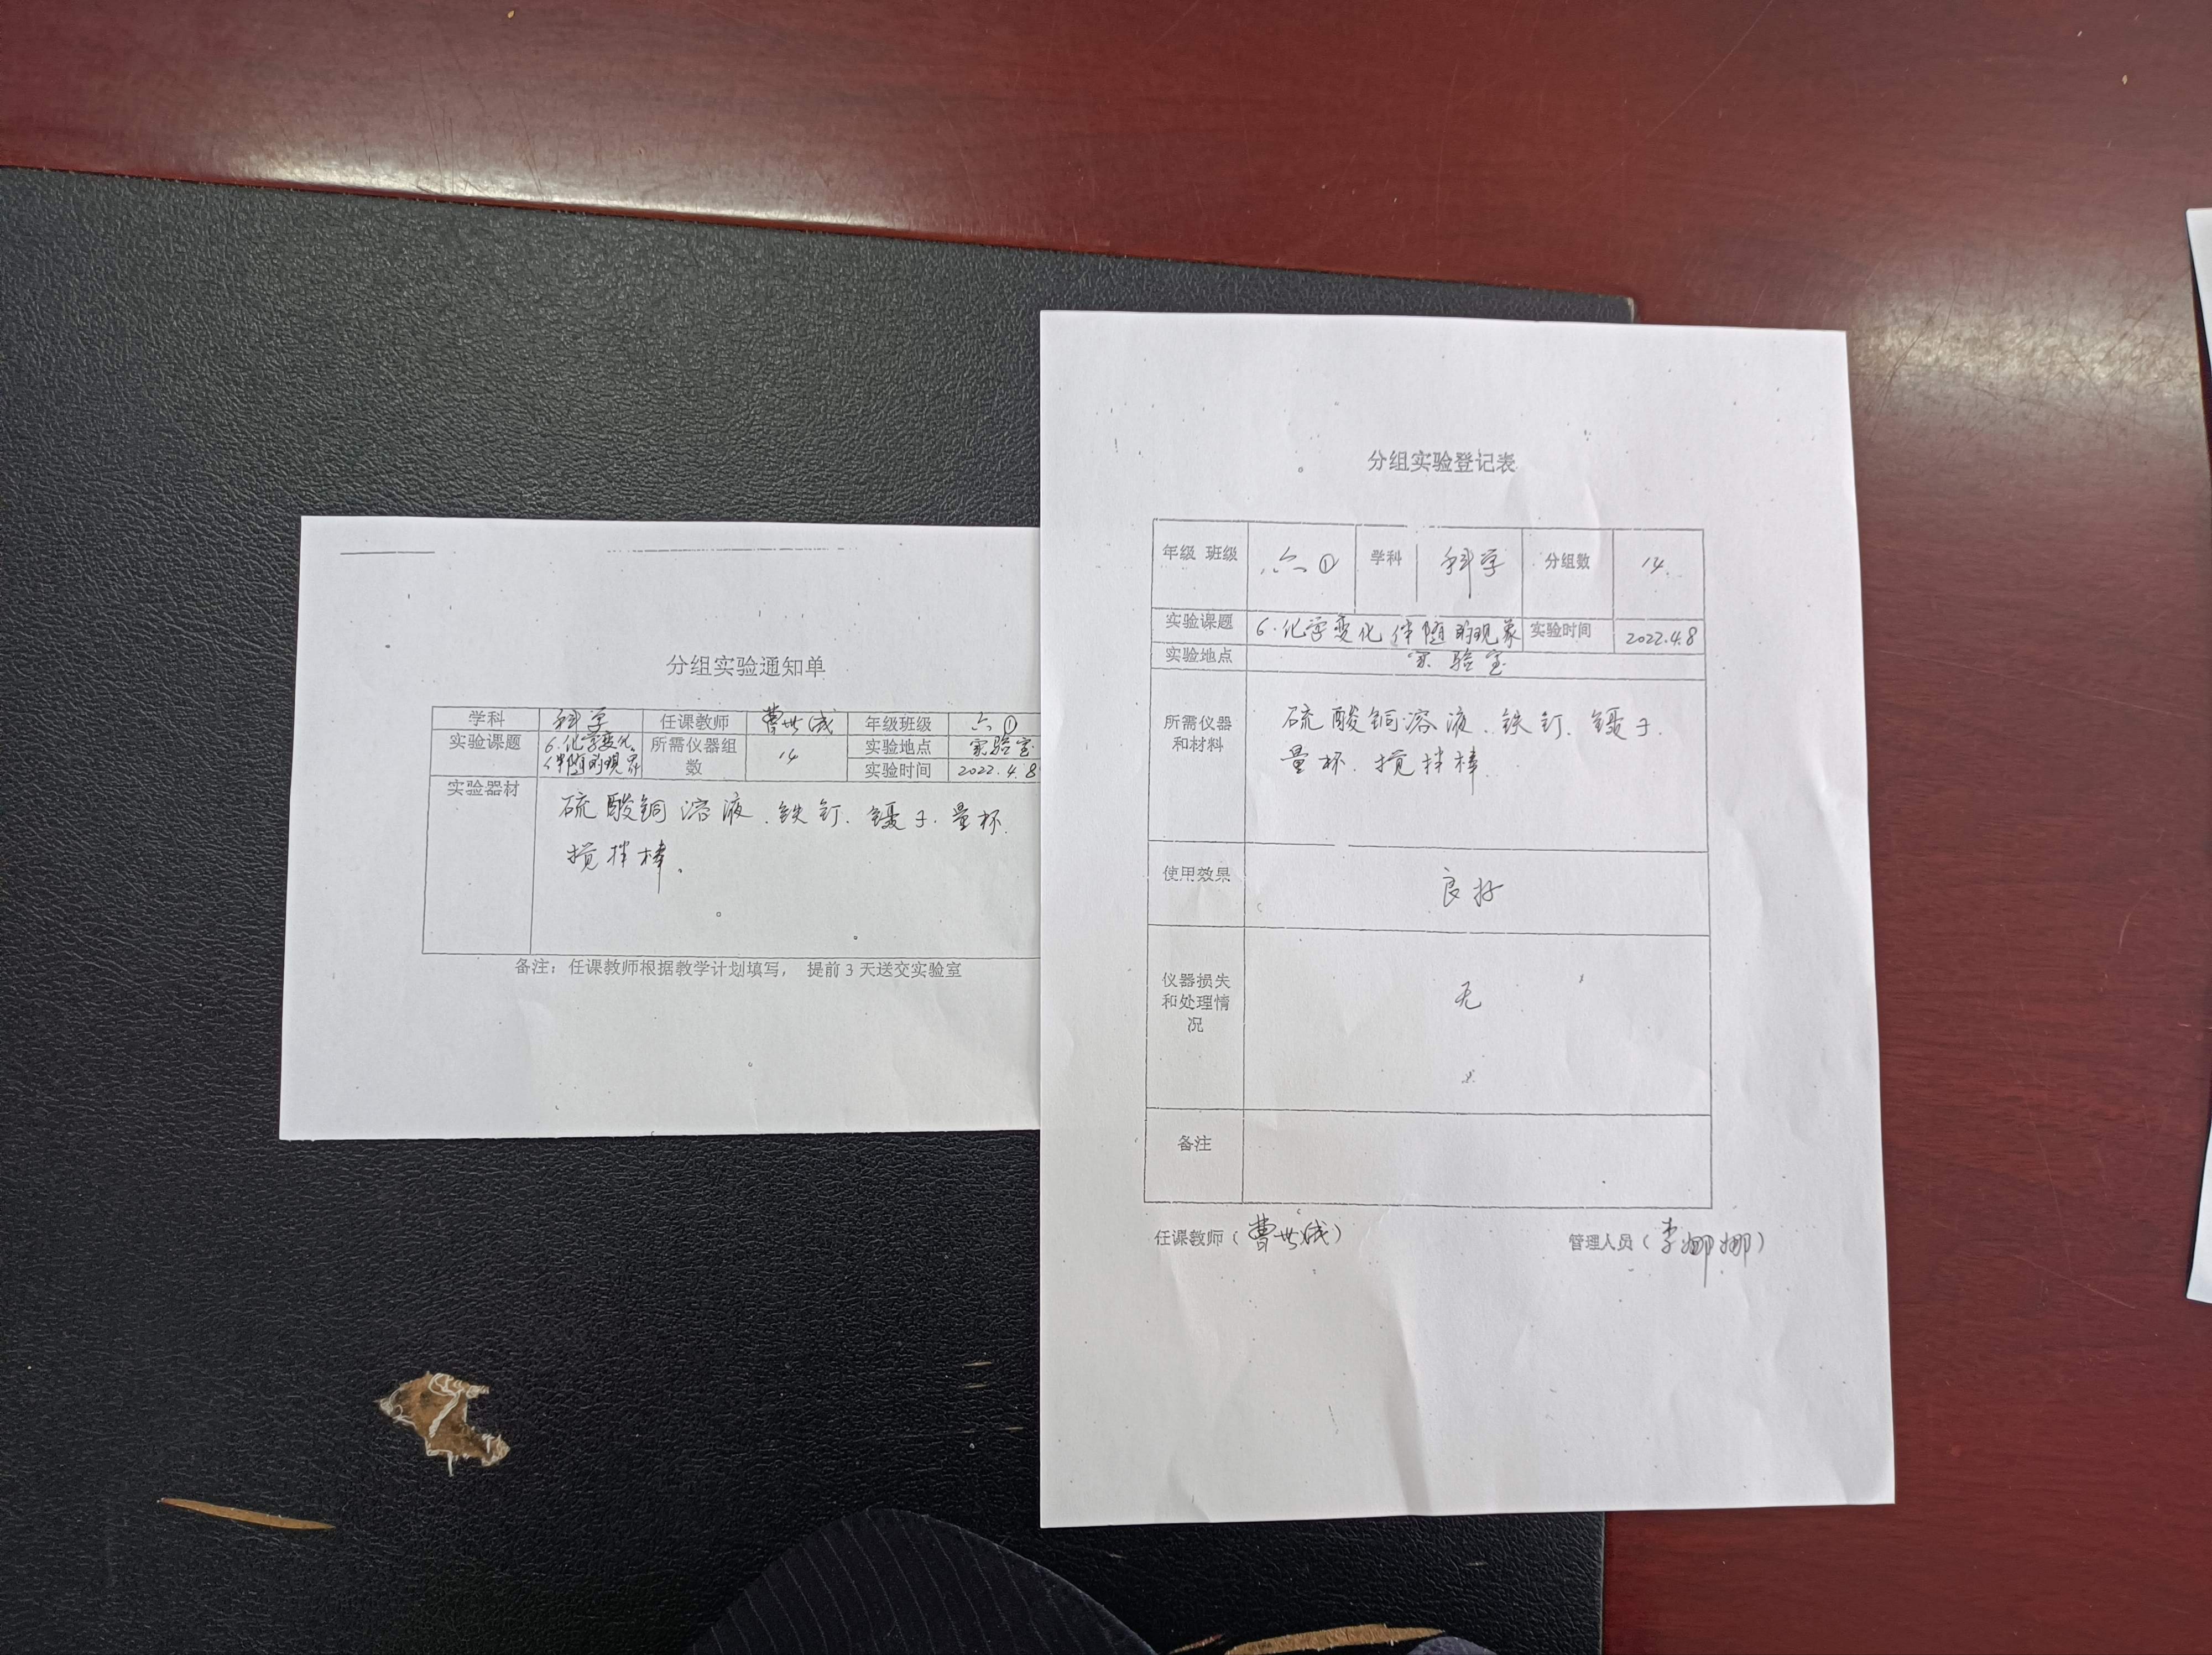 分组实验通知单
学科 科学 任课教师 曹世成 年级班级 六①
实验课题 6.化学变化伴随的现象 所需仪器组数 14 实验地点 实验室
实验时间 2022.4.8
实验器材 硫酸铜溶液、铁钉、镊子、量杯、
搅拌棒。
备注：任课教师根据教学计划填写， 提前3天送交实验室
分组实验登记表
年级 班级 六① 学科 科学 分组数 14
实验课题 6.化学变化伴随的现象 实验时间 2022.4.8
实验地点 实验室
所需仪器和材料 硫酸铜溶液、铁钉、镊子、
量杯、搅拌棒
使用效果 良好
仪器损失和处理情况 无
备注
任课教师（曹世成） 管理人员（李娜娜）